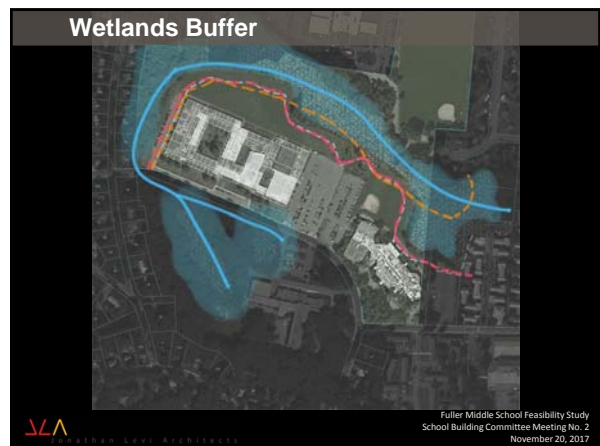 Wetlands Buffer
JLA
Jonathan Levi Architects
Fuller Middle School Feasibility Study
School Building Committee Meeting No. 2
November 20, 2017